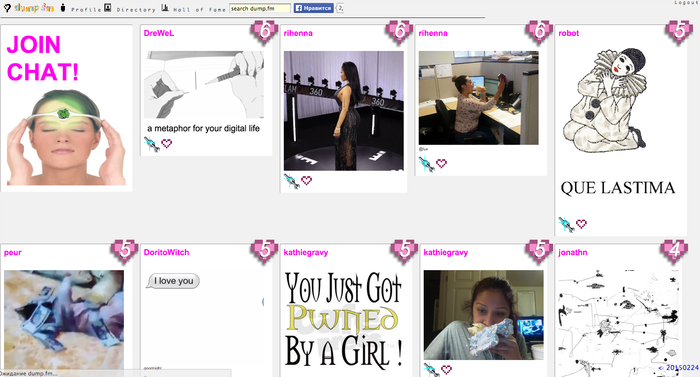 Logout
dump.fm Profile Directory Hall of Fame search dump.fm Нравится 2,
JOIN
CHAT!
DreWeL 6
a metaphor for your digital life
rihenna 6
GLAM 360
360
rihenna 6
robot 5
QUE LASTIMA
peur 5
DoritoWitch 5
I love you
kathiegravy 5
YOU JUST GOT
PWNED
BY A GIRL !
kathiegravy 5
jonathn 4
Ожидание dump.fm...
<- 20150224